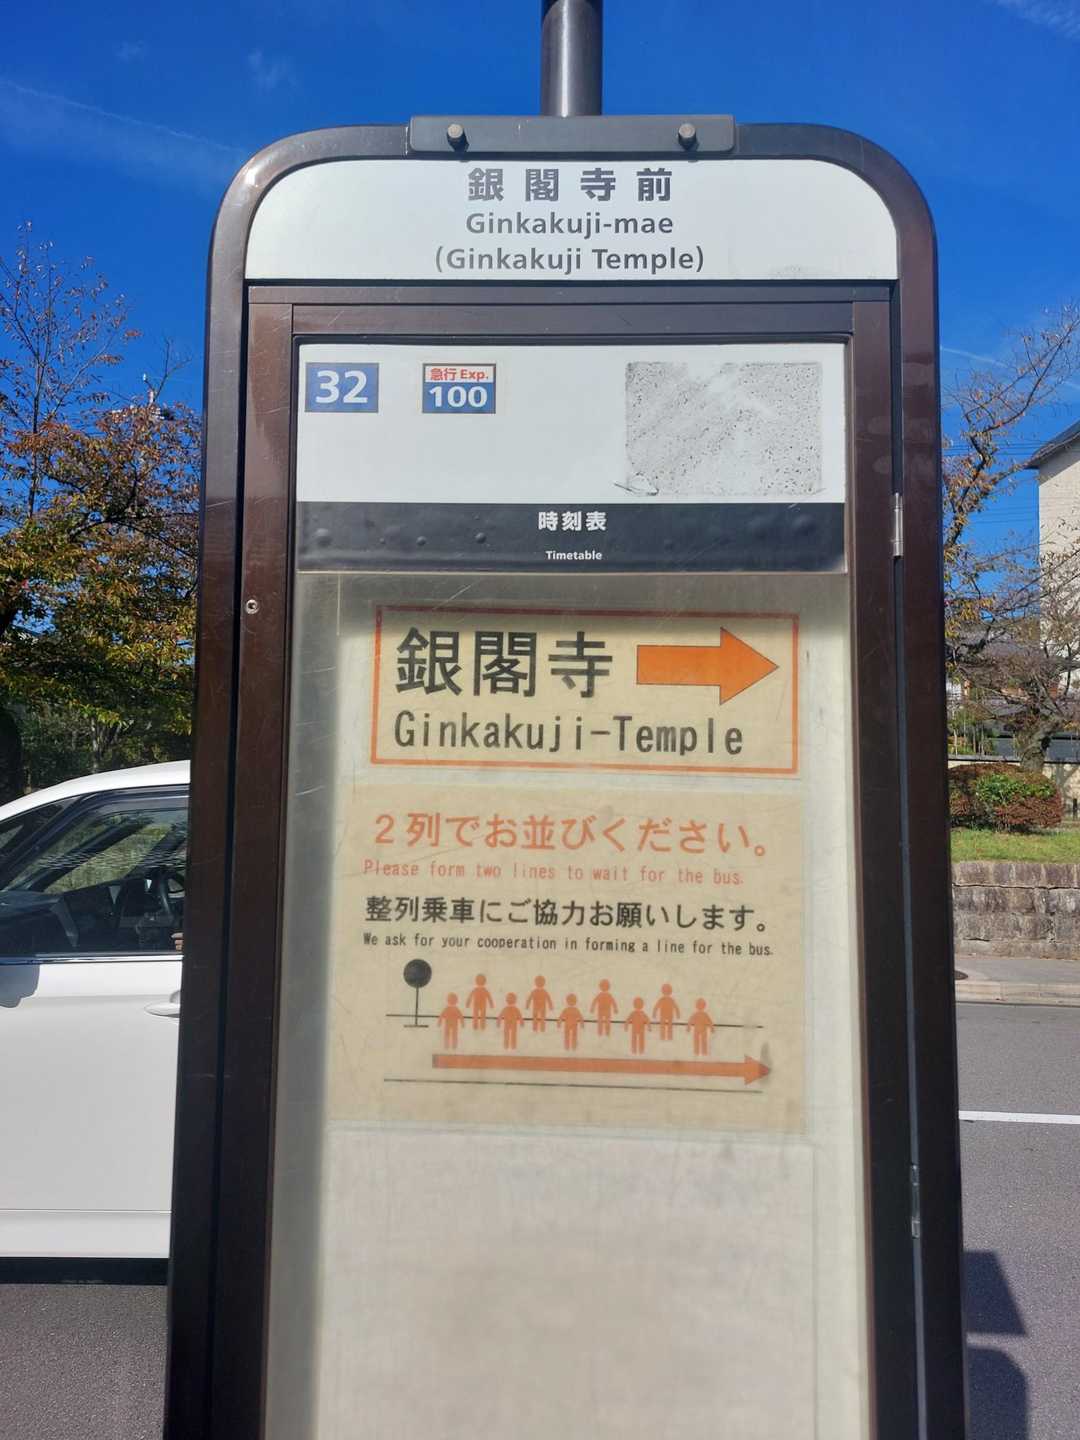 銀閣寺前
Ginkakuji-mae
(Ginkakuji Temple)
32
急行 Exp.
100
時刻表
Timetable
銀閣寺
Ginkakuji-Temple
2列でお並びください。
Please form two lines to wait for the bus.
整列乗車にご協力お願いします。
We ask for your cooperation in forming a line for the bus.